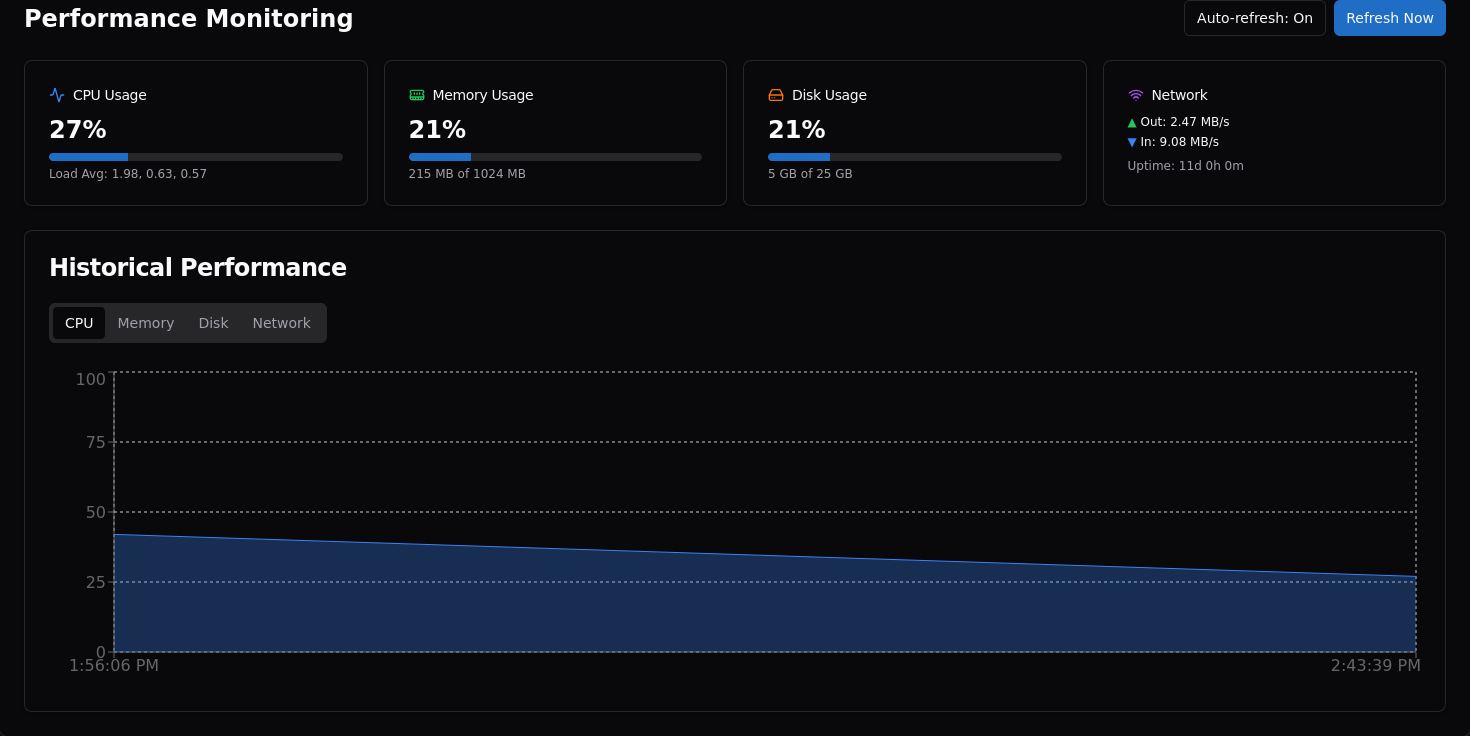 Performance Monitoring
Auto-refresh: On
Refresh Now
CPU Usage
27%
Load Avg: 1.98, 0.63, 0.57
Memory Usage
21%
215 MB of 1024 MB
Disk Usage
21%
5 GB of 25 GB
Network
▲ Out: 2.47 MB/s
▼ In: 9.08 MB/s
Uptime: 11d 0h 0m
Historical Performance
CPU Memory Disk Network
100
75
50
25
0
1:56:06 PM
2:43:39 PM